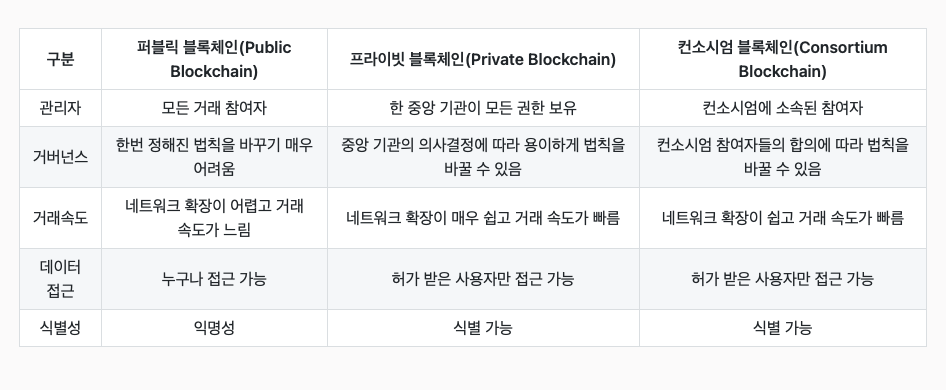 구분
퍼블릭 블록체인(Public
Blockchain)
프라이빗 블록체인(Private Blockchain)
컨소시엄 블록체인(Consortium
Blockchain)
관리자
모든 거래 참여자
한 중앙 기관이 모든 권한 보유
컨소시엄에 소속된 참여자
거버넌스
한번 정해진 법칙을 바꾸기 매우
어려움
중앙 기관의 의사결정에 따라 용이하게 법칙을
바꿀 수 있음
컨소시엄 참여자들의 합의에 따라 법칙을
바꿀 수 있음
거래속도
네트워크 확장이 어렵고 거래
속도가 느림
네트워크 확장이 매우 쉽고 거래 속도가 빠름
네트워크 확장이 쉽고 거래 속도가 빠름
데이터
접근
누구나 접근 가능
허가 받은 사용자만 접근 가능
허가 받은 사용자만 접근 가능
식별성
익명성
식별 가능
식별 가능